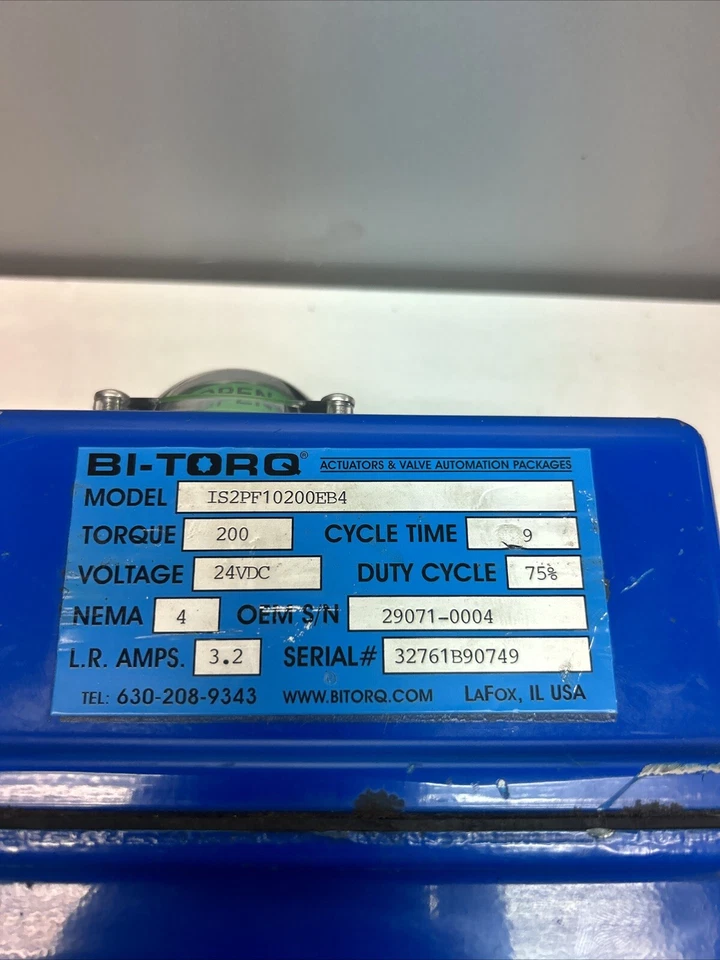 OPEN
BI-TORQ® ACTUATORS & VALVE AUTOMATION PACKAGES
MODEL IS2PF10200EB4
TORQUE 200 CYCLE TIME 9
VOLTAGE 24VDC DUTY CYCLE 75%
NEMA 4 OEM S/N 29071-0004
L.R. AMPS. 3.2 SERIAL# 32761B90749
TEL: 630-208-9343 WWW.BITORQ.COM LAFOX, IL USA